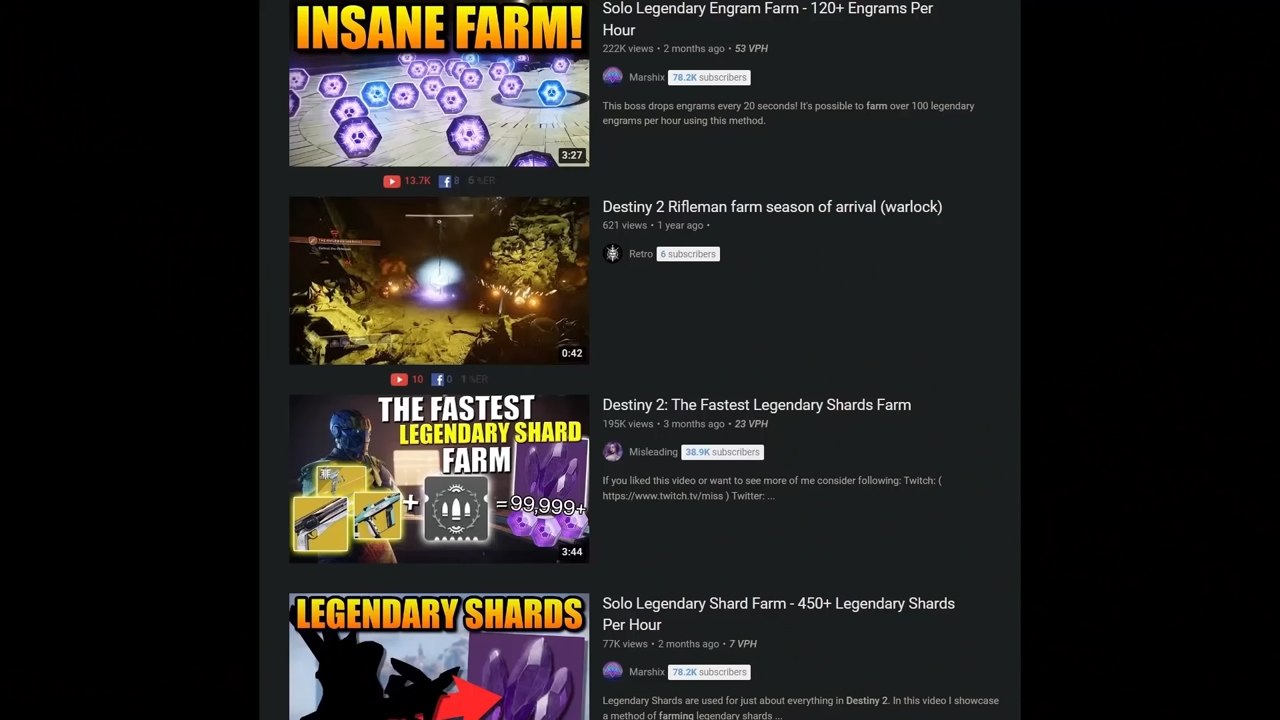 INSANE FARM!
3:27
Solo Legendary Engram Farm - 120+ Engrams Per
Hour
222K views • 2 months ago • 53 VPH
Marshix 78.2K subscribers
This boss drops engrams every 20 seconds! It's possible to farm over 100 legendary
engrams per hour using this method.
13.7K 8 6 %ER
0:42
Destiny 2 Rifleman farm season of arrival (warlock)
621 views • 1 year ago •
Retro 6 subscribers
10 0 1 %ER
THE FASTEST
LEGENDARY SHARD
FARM
+ =99,999+
3:44
Destiny 2: The Fastest Legendary Shards Farm
195K views • 3 months ago • 23 VPH
Misleading 38.9K subscribers
If you liked this video or want to see more of me consider following: Twitch: (
https://www.twitch.tv/miss ) Twitter: ...
LEGENDARY SHARDS
Solo Legendary Shard Farm - 450+ Legendary Shards
Per Hour
77K views • 2 months ago • 7 VPH
Marshix 78.2K subscribers
Legendary Shards are used for just about everything in Destiny 2. In this video I showcase
a method of farming legendary shards ...